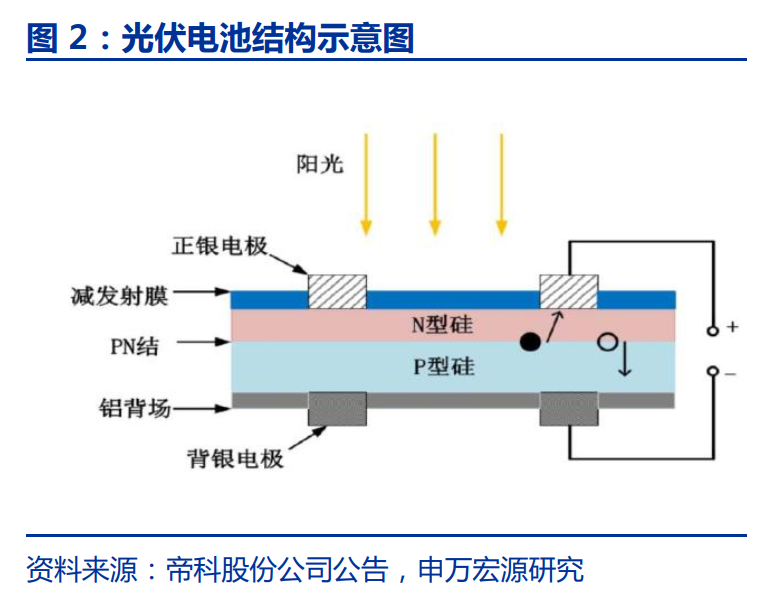 图 2：光伏电池结构示意图
阳光
正银电极
减发射膜
N型硅
PN结
P型硅
铝背场
背银电极
+
−
资料来源：帝科股份公司公告，申万宏源研究